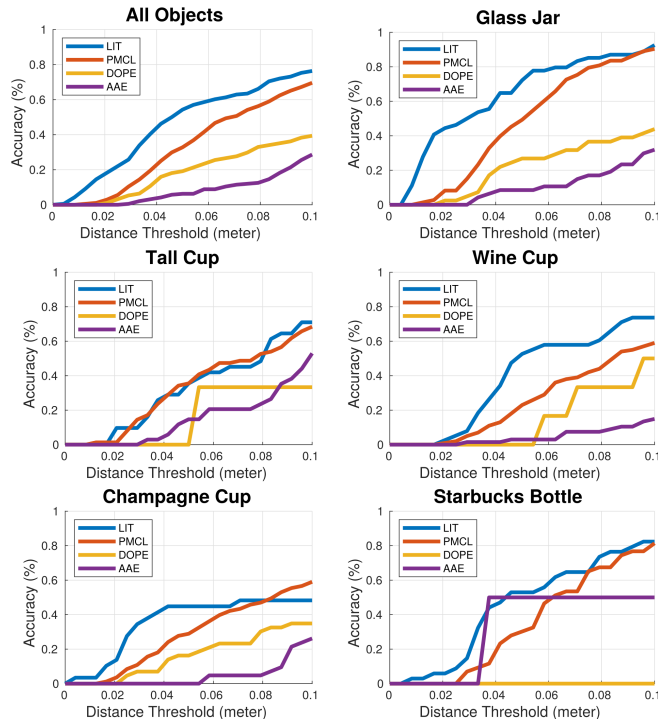 All Objects
Accuracy (%)
1
0.8
0.6
0.4
0.2
0
LIT
PMCL
DOPE
AAE
0 0.02 0.04 0.06 0.08 0.1
Distance Threshold (meter)
Glass Jar
Accuracy (%)
1
0.8
0.6
0.4
0.2
0
LIT
PMCL
DOPE
AAE
0 0.02 0.04 0.06 0.08 0.1
Distance Threshold (meter)
Tall Cup
Accuracy (%)
1
0.8
0.6
0.4
0.2
0
LIT
PMCL
DOPE
AAE
0 0.02 0.04 0.06 0.08 0.1
Distance Threshold (meter)
Wine Cup
Accuracy (%)
1
0.8
0.6
0.4
0.2
0
LIT
PMCL
DOPE
AAE
0 0.02 0.04 0.06 0.08 0.1
Distance Threshold (meter)
Champagne Cup
Accuracy (%)
1
0.8
0.6
0.4
0.2
0
LIT
PMCL
DOPE
AAE
0 0.02 0.04 0.06 0.08 0.1
Distance Threshold (meter)
Starbucks Bottle
Accuracy (%)
1
0.8
0.6
0.4
0.2
0
LIT
PMCL
DOPE
AAE
0 0.02 0.04 0.06 0.08 0.1
Distance Threshold (meter)